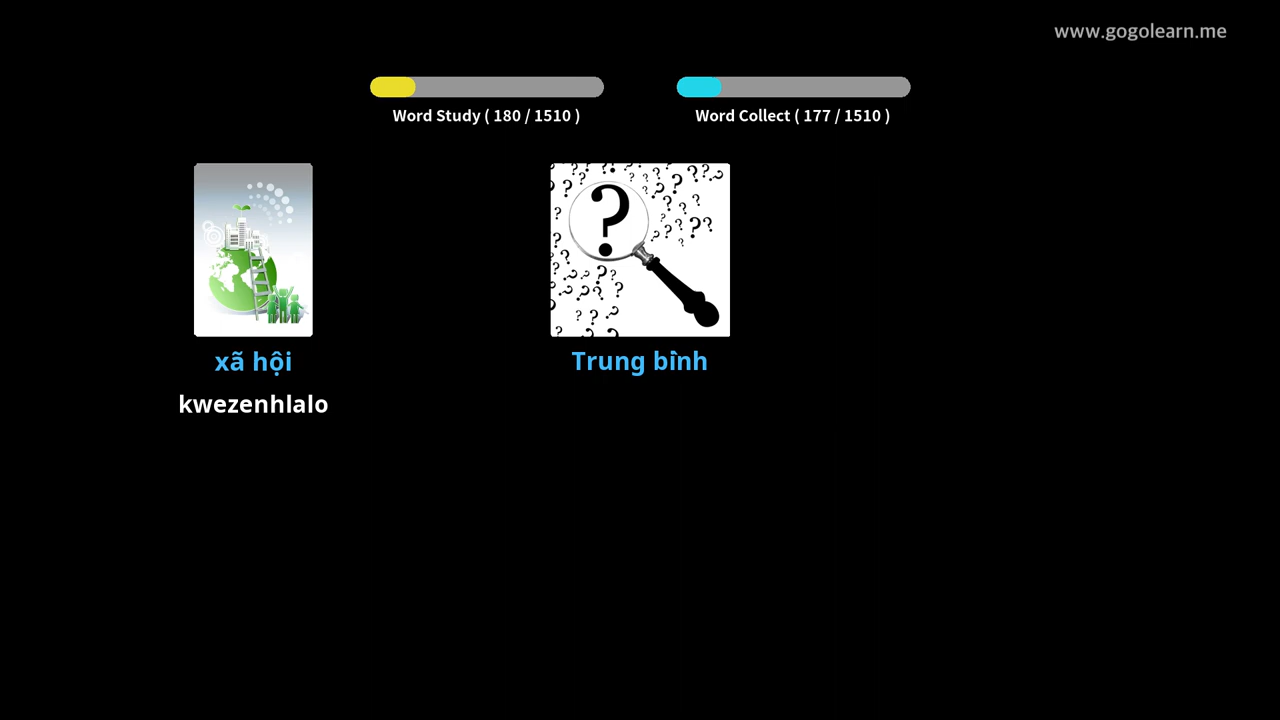 www.gogolearn.me
Word Study ( 180 / 1510 )
Word Collect ( 177 / 1510 )
xã hội
Trung bình
kwezenhlalo